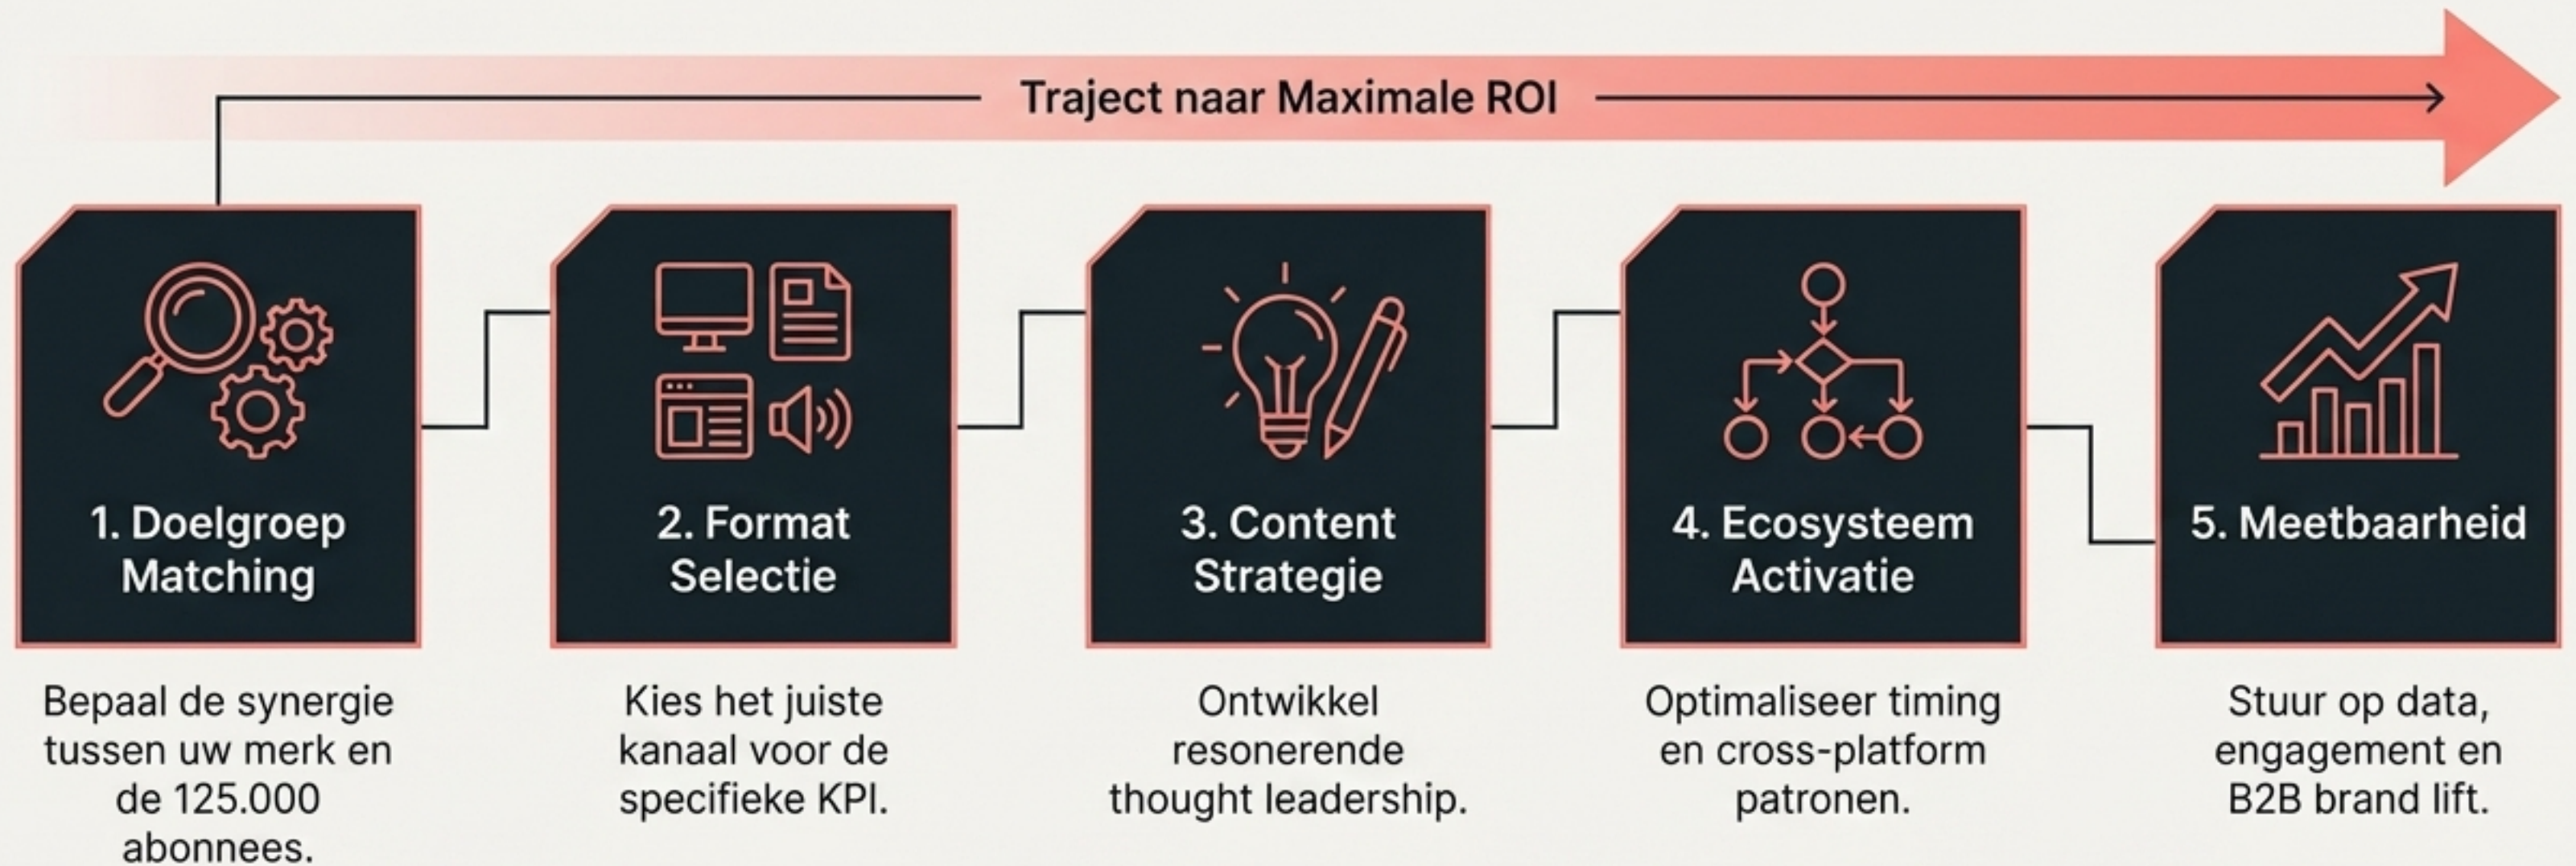 Traject naar Maximale ROI
1. Doelgroep
Matching
Bepaal de synergie
tussen uw merk en
de 125.000
abonnees.
2. Format
Selectie
Kies het juiste
kanaal voor de
specifieke KPI.
3. Content
Strategie
Ontwikkel
resonerende
thought leadership.
4. Ecosysteem
Activatie
Optimaliseer timing
en cross-platform
patronen.
5. Meetbaarheid
Stuur op data,
engagement en
B2B brand lift.